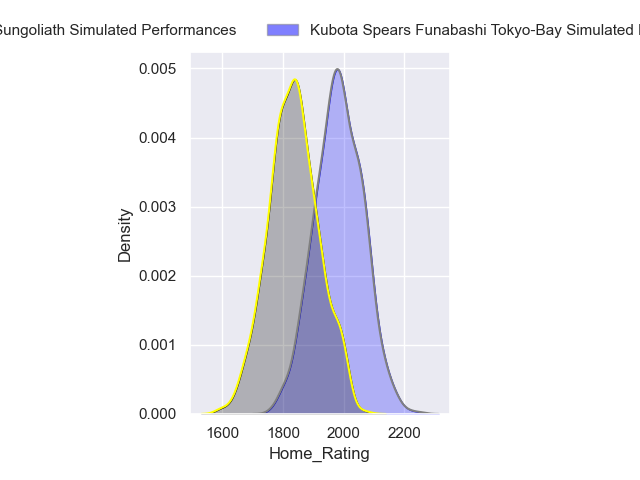 Sungoliath Simulated Performances
Kubota Spears Funabashi Tokyo-Bay Simulated
0.005
0.004
0.003
0.002
0.001
0.000
Density
1600 1800 2000 2200
Home_Rating